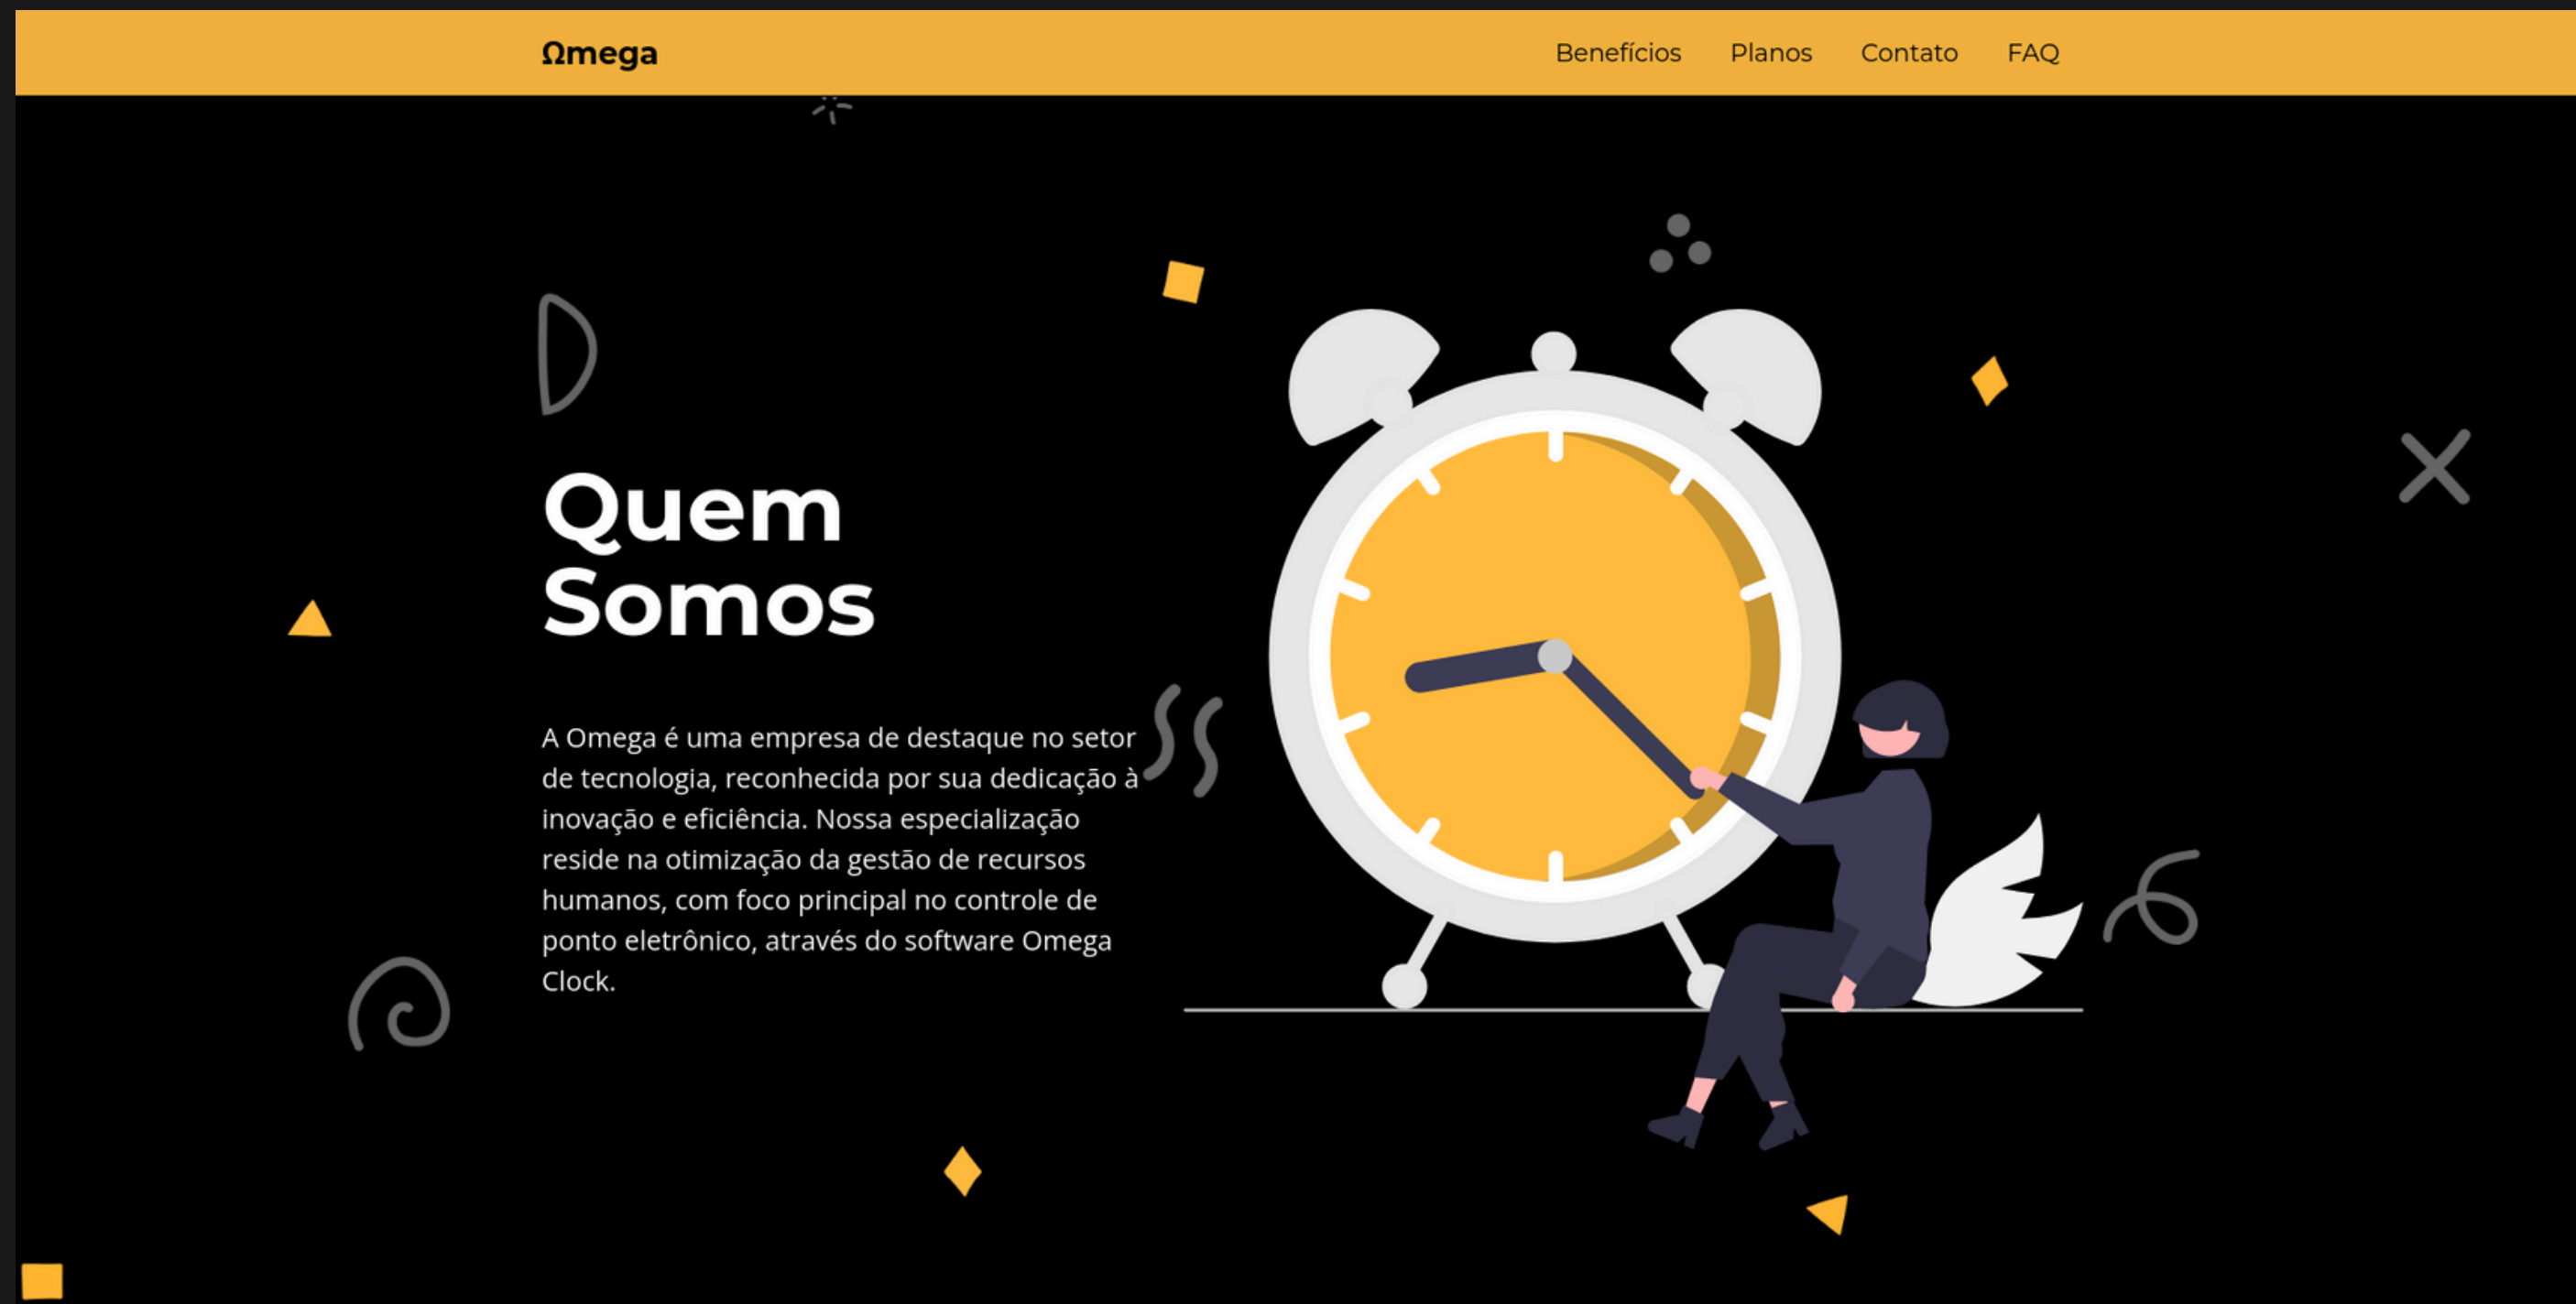 Ωmega
Benefícios Planos Contato FAQ
Quem
Somos
A Omega é uma empresa de destaque no setor
de tecnologia, reconhecida por sua dedicação à
inovação e eficiência. Nossa especialização
reside na otimização da gestão de recursos
humanos, com foco principal no controle de
ponto eletrônico, através do software Omega
Clock.